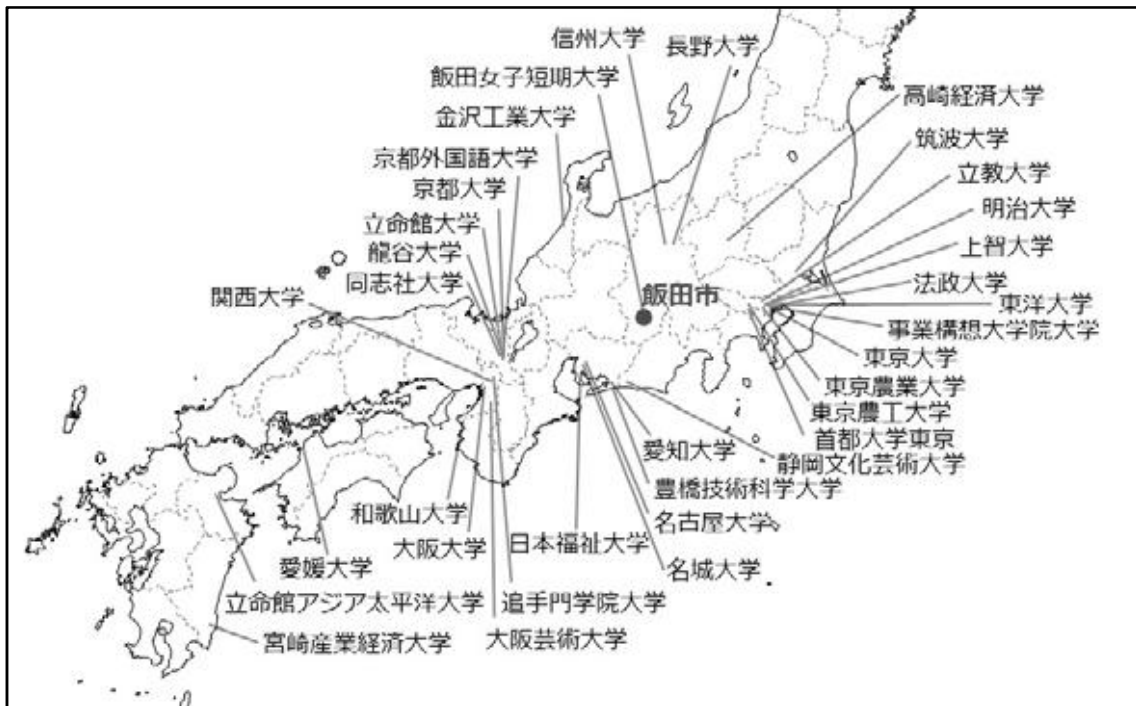 信州大学
長野大学
飯田女子短期大学
高崎経済大学
金沢工業大学
筑波大学
京都外国語大学
立教大学
京都大学
明治大学
立命館大学
上智大学
龍谷大学
同志社大学
法政大学
関西大学
飯田市
東洋大学
事業構想大学院大学
東京大学
東京農業大学
東京農工大学
首都大学東京
愛知大学
静岡文化芸術大学
豊橋技術科学大学
和歌山大学
名古屋大学
大阪大学
日本福祉大学
愛媛大学
名城大学
立命館アジア太平洋大学
追手門学院大学
宮崎産業経済大学
大阪芸術大学